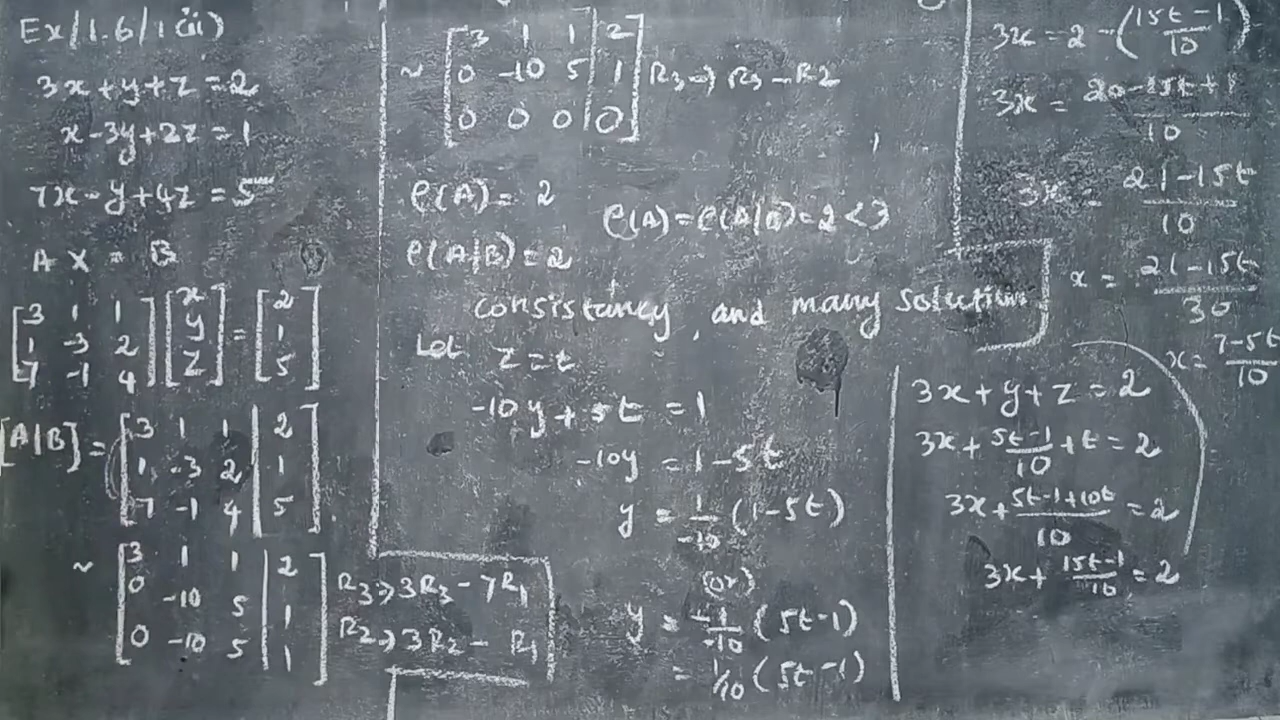 Ex/1.6/1(ii)
3x+y+z=2
x-3y+2z=1
7x-y+4z=5
A X = B
[3 1 1] [x] = [2]
[1 -3 2] [y] [1]
[7 -1 4] [z] [5]
[A|B] = [3 1 1 | 2]
[1 -3 2 | 1]
[7 -1 4 | 5]
~ [3 1 1 | 2]
[0 -10 5 | 1] R3→3R3-7R1
[0 -10 5 | 1] R2→3R2-R1
~ [3 1 1 | 2]
[0 -10 5 | 1] R3→R3-R2
[0 0 0 | 0]
ρ(A)=2
ρ(A|B)=2
ρ(A)=ρ(A|B)=2<3
consistancy, and many solution
Let z=t
-10y+5t=1
-10y=1-5t
y = 1/-10 (1-5t)
(or)
y = -1/-10 (5t-1)
= 1/10 (5t-1)
3x+y+z=2
3x+ 5t-1/10 +t=2
3x+ 5t-1+10t/10 =2
3x+ 15t-1/10 =2
3x=2-(15t-1/10)
3x= 20-15t+1/10
3x= 21-15t/10
x= 21-15t/30
x= 7-5t/10